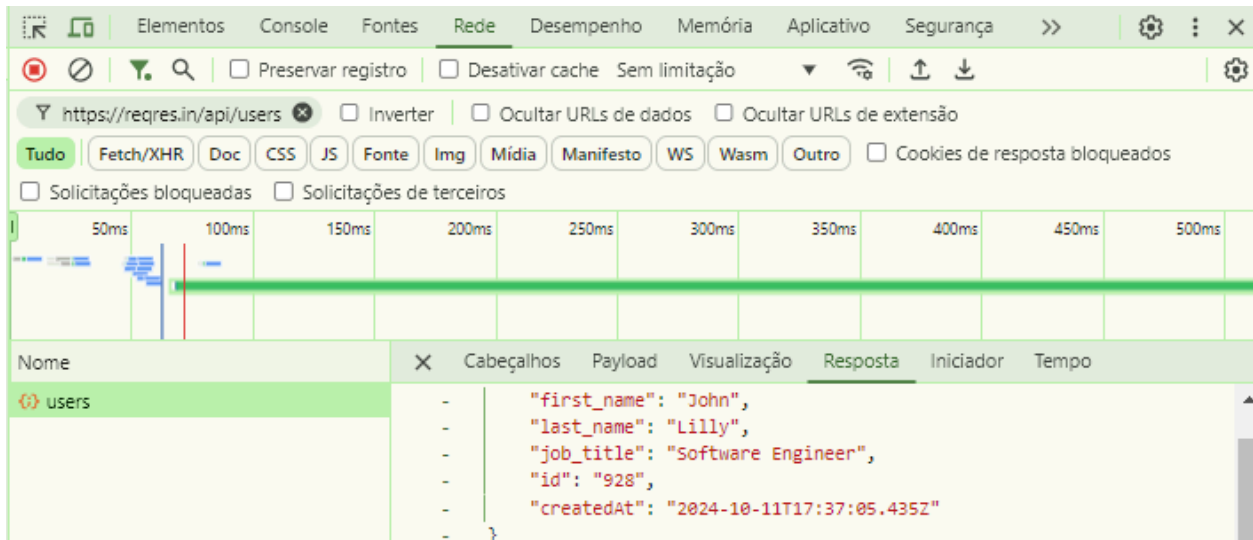 Elementos Console Fontes Rede Desempenho Memória Aplicativo Segurança >>
Preservar registro Desativar cache Sem limitação
https://reqres.in/api/users Inverter Ocultar URLs de dados Ocultar URLs de extensão
Tudo Fetch/XHR Doc CSS JS Fonte Img Mídia Manifesto WS Wasm Outro Cookies de resposta bloqueados
Solicitações bloqueadas Solicitações de terceiros
50ms 100ms 150ms 200ms 250ms 300ms 350ms 400ms 450ms 500ms
Nome Cabeçalhos Payload Visualização Resposta Iniciador Tempo
users - "first_name": "John",
- "last_name": "Lilly",
- "job_title": "Software Engineer",
- "id": "928",
- "createdAt": "2024-10-11T17:37:05.435Z"
- }